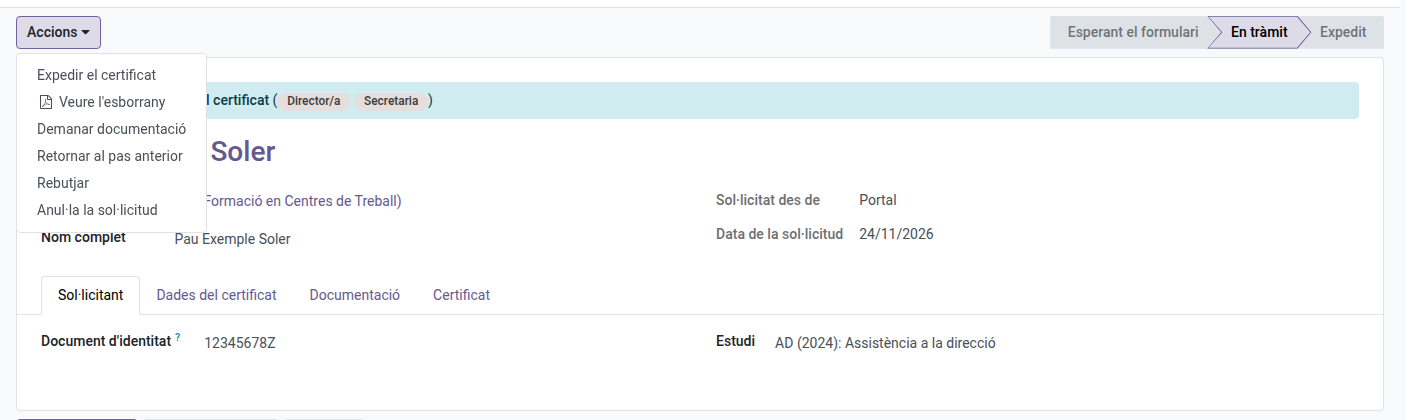 Accions
Esperant el formulari
En tràmit
Expedit
Expedir el certificat
Veure l'esborrany
Demanar documentació
Retornar al pas anterior
Rebutjar
Anul·la la sol·licitud
l certificat ( Director/a Secretaria )
Soler
Formació en Centres de Treball)
Sol·licitat des de Portal
Nom complet Pau Exemple Soler
Data de la sol·licitud 24/11/2026
Sol·licitant Dades del certificat Documentació Certificat
Document d'identitat ? 12345678Z
Estudi AD (2024): Assistència a la direcció